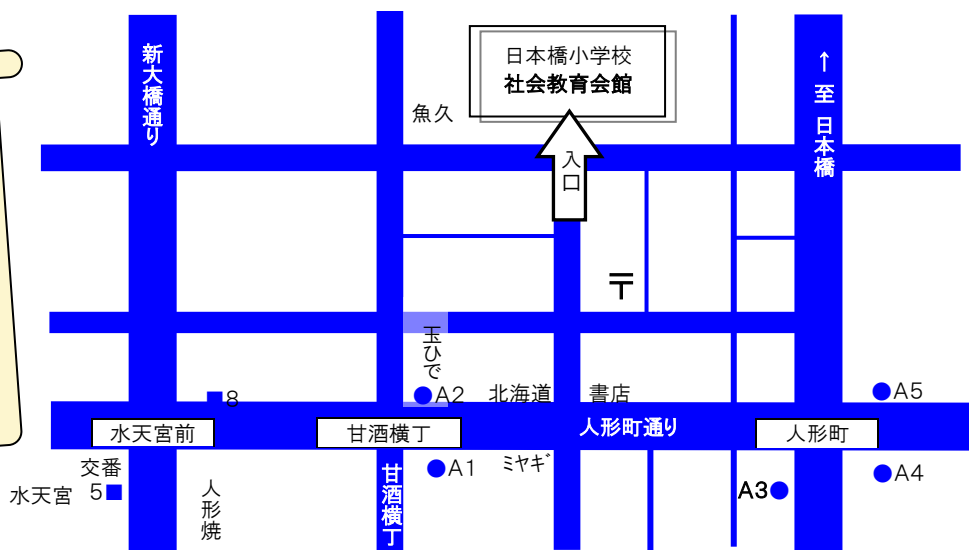 新大橋通り
日本橋小学校
社会教育会館
魚久
↑ 至 日本橋
入口
〒
玉ひで
8
A2
北海道
書店
A5
水天宮前
甘酒横丁
人形町通り
人形町
交番
水天宮
5
人形焼
甘酒横丁
A1
ミヤギ
A3
A4